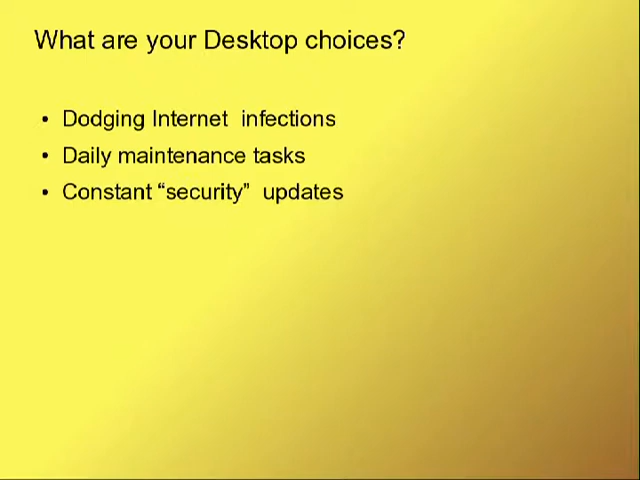 What are your Desktop choices?
• Dodging Internet  infections
• Daily maintenance tasks
• Constant “security”  updates